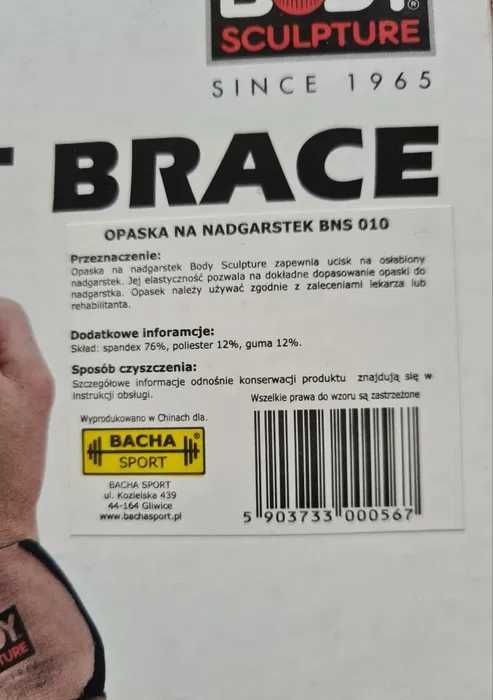 BODY®
SCULPTURE
SINCE 1965
BRACE
OPASKA NA NADGARSTEK BNS 010
Przeznaczenie:
Opaska na nadgarstek Body Sculpture zapewnia ucisk na osłabiony
nadgarstek. Jej elastyczność pozwala na dokładne dopasowanie opaski do
nadgarstka. Opasek należy używać zgodnie z zaleceniami lekarza lub
rehabilitanta.
Dodatkowe inforamcje:
Skład: spandex 76%, poliester 12%, guma 12%.
Sposób czyszczenia:
Szczegółowe informacje odnośnie konserwacji produktu znajdują się w
instrukcji obsługi.
Wszelkie prawa do wzoru są zastrzeżone
Wyprodukowano w Chinach dla.
BACHA®
SPORT
BACHA SPORT
ul. Kozielska 439
44-164 Gliwice
www.bachasport.pl
5 903733 000567